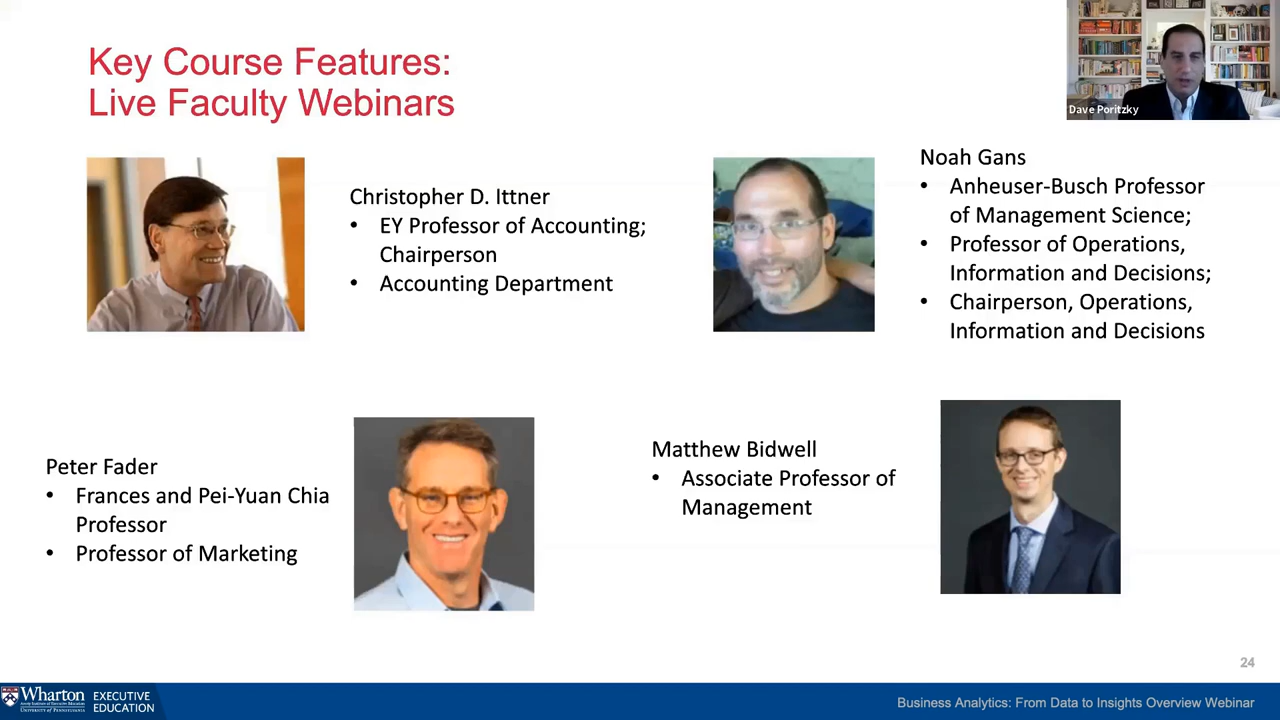 Key Course Features:
Live Faculty Webinars
Dave Poritzky
Christopher D. Ittner
• EY Professor of Accounting;
Chairperson
• Accounting Department
Noah Gans
• Anheuser-Busch Professor
of Management Science;
• Professor of Operations,
Information and Decisions;
• Chairperson, Operations,
Information and Decisions
Peter Fader
• Frances and Pei-Yuan Chia
Professor
• Professor of Marketing
Matthew Bidwell
• Associate Professor of
Management
24
Wharton
UNIVERSITY of PENNSYLVANIA
EXECUTIVE
EDUCATION
Business Analytics: From Data to Insights Overview Webinar